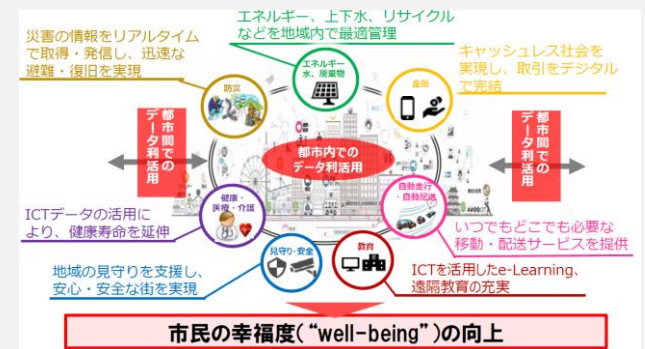 エネルギー、上下水、リサイクル
などを地域内で最適管理
災害の情報をリアルタイム
で取得・発信し、迅速な
避難・復旧を実現
キャッシュレス社会を
実現し、取引をデジタル
で完結
エネルギー
水、廃棄物
防災
金融
都市間での
データ利活用
都市内での
データ利活用
都市間での
データ利活用
健康・
医療・介護
自動走行
・自動配送
ICTデータの活用に
より、健康寿命を延伸
いつでもどこでも必要な
移動・配送サービスを提供
見守り・安全
教育
地域の見守りを支援し、
安心・安全な街を実現
ICTを活用したe-Learning、
遠隔教育の充実
市民の幸福度(“well-being”)の向上